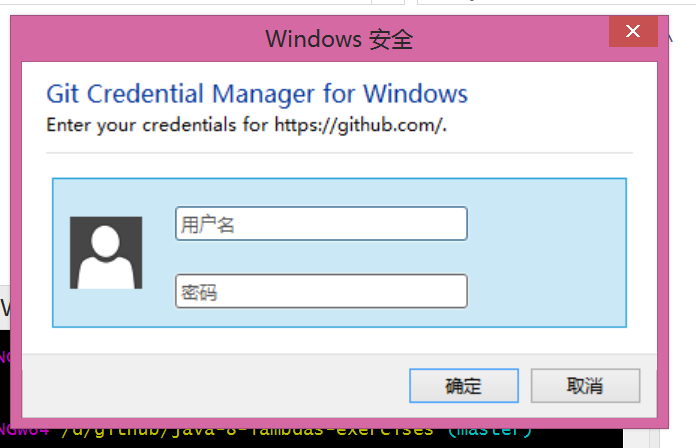 Windows 安全
Git Credential Manager for Windows
Enter your credentials for https://github.com/.
用户名
密码
确定
取消
/d/github/java-8-lambdas-exercises (master)